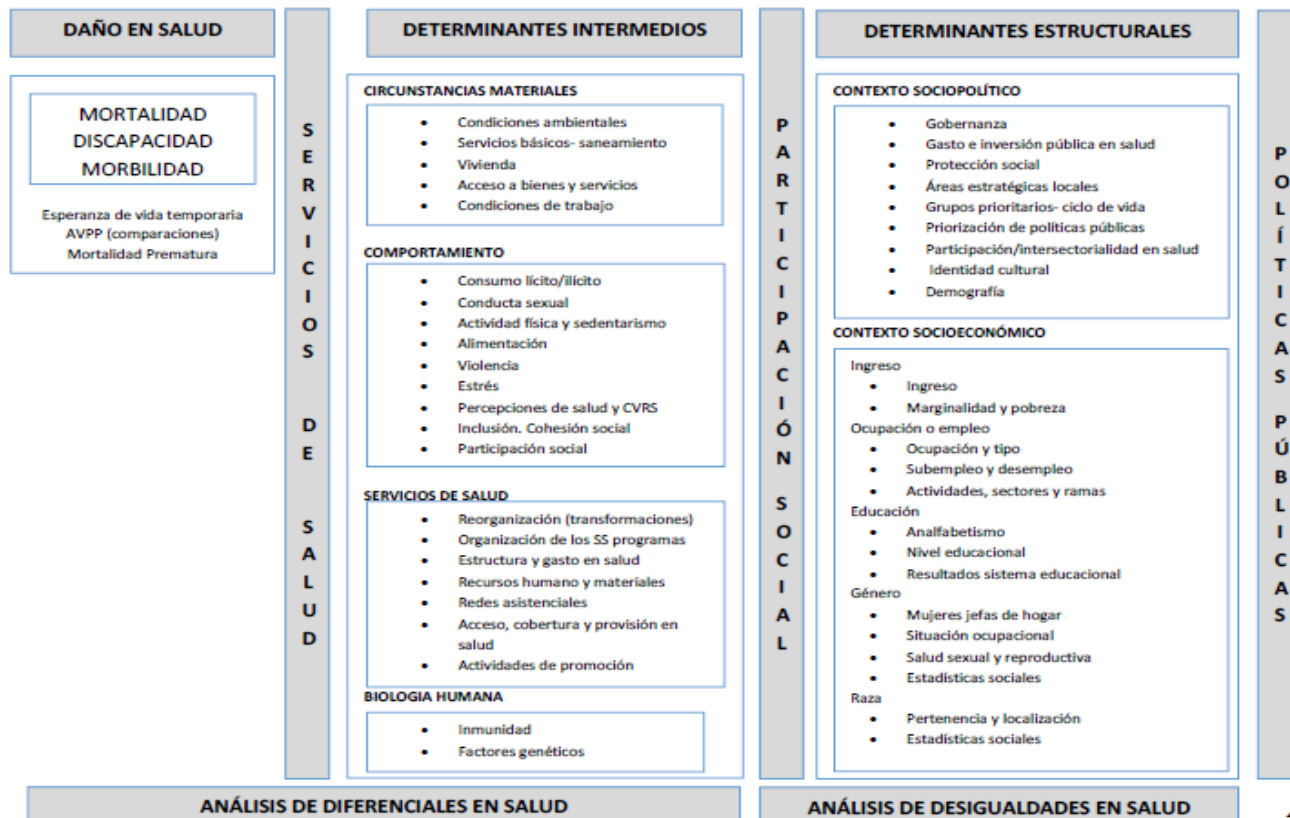 DAÑO EN SALUD
MORTALIDAD
DISCAPACIDAD
MORBILIDAD
Esperanza de vida temporaria
AVPP (comparaciones)
Mortalidad Prematura
SERVICIOS DE SALUD
DETERMINANTES INTERMEDIOS
CIRCUNSTANCIAS MATERIALES
• Condiciones ambientales
• Servicios básicos- saneamiento
• Vivienda
• Acceso a bienes y servicios
• Condiciones de trabajo
COMPORTAMIENTO
• Consumo lícito/ilícito
• Conducta sexual
• Actividad física y sedentarismo
• Alimentación
• Violencia
• Estrés
• Percepciones de salud y CVRS
• Inclusión. Cohesión social
• Participación social
SERVICIOS DE SALUD
• Reorganización (transformaciones)
• Organización de los SS programas
• Estructura y gasto en salud
• Recursos humano y materiales
• Redes asistenciales
• Acceso, cobertura y provisión en
salud
• Actividades de promoción
BIOLOGIA HUMANA
• Inmunidad
• Factores genéticos
PARTICIPACIÓN SOCIAL
DETERMINANTES ESTRUCTURALES
CONTEXTO SOCIOPOLÍTICO
• Gobernanza
• Gasto e inversión pública en salud
• Protección social
• Áreas estratégicas locales
• Grupos prioritarios- ciclo de vida
• Priorización de políticas públicas
• Participación/intersectorialidad en salud
• Identidad cultural
• Demografía
CONTEXTO SOCIOECONÓMICO
Ingreso
• Ingreso
• Marginalidad y pobreza
Ocupación o empleo
• Ocupación y tipo
• Subempleo y desempleo
• Actividades, sectores y ramas
Educación
• Analfabetismo
• Nivel educacional
• Resultados sistema educacional
Género
• Mujeres jefas de hogar
• Situación ocupacional
• Salud sexual y reproductiva
• Estadísticas sociales
Raza
• Pertenencia y localización
• Estadísticas sociales
POLÍTICAS PÚBLICAS
ANÁLISIS DE DIFERENCIALES EN SALUD
ANÁLISIS DE DESIGUALDADES EN SALUD